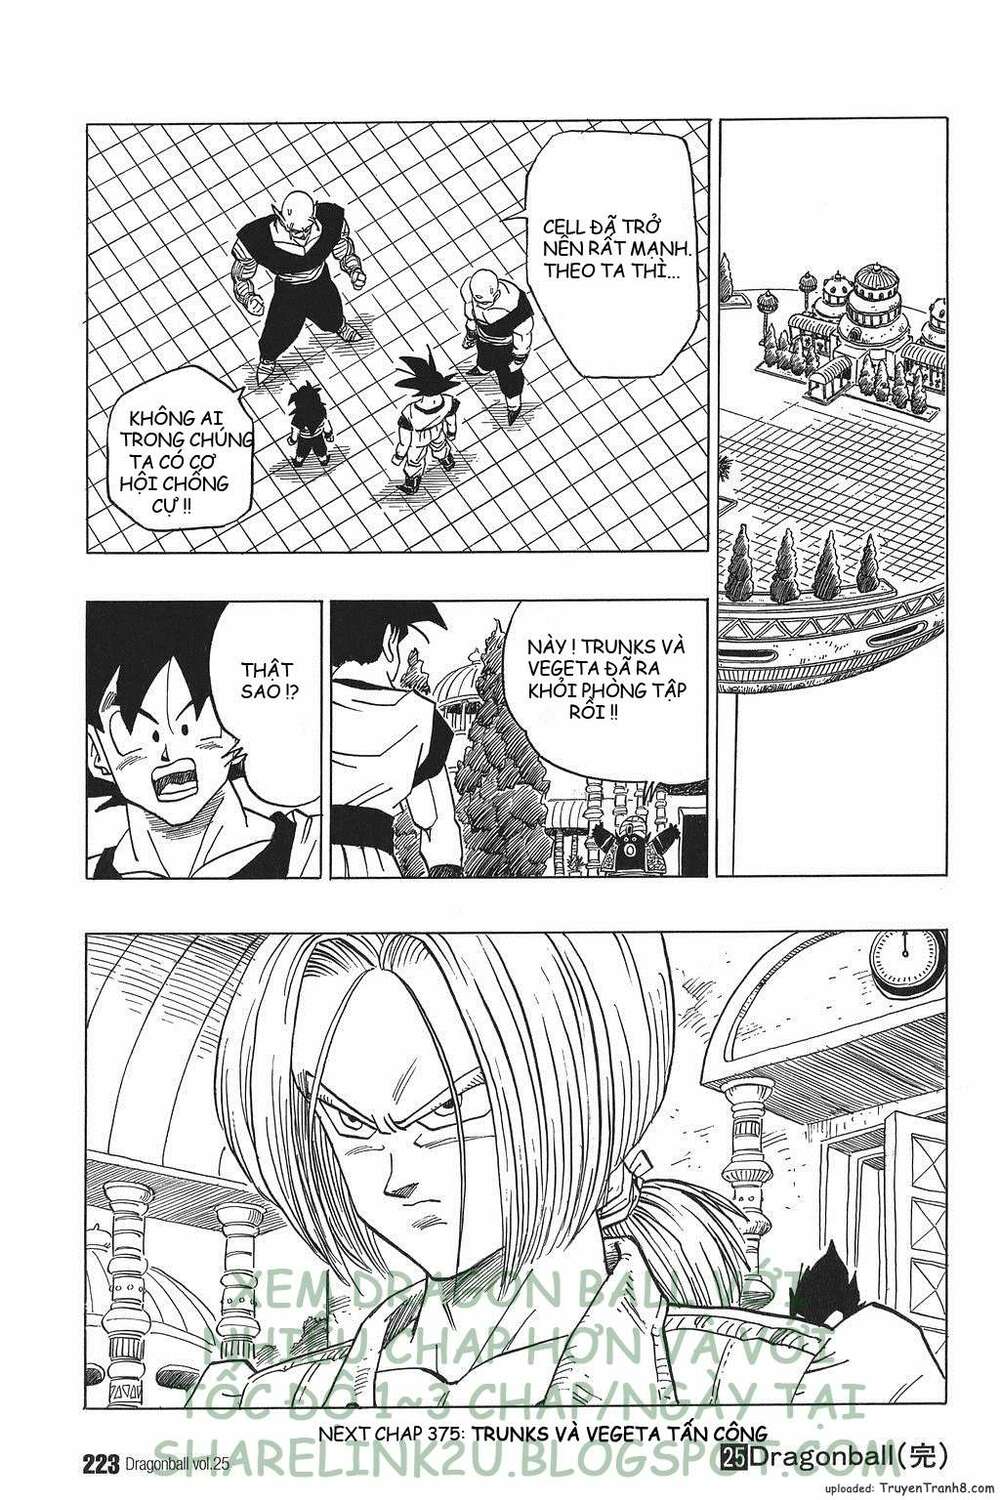 CELL ĐÃ TRỞ
NÊN RẤT MẠNH.
THEO TA THÌ...
KHÔNG AI
TRONG CHÚNG
TA CÓ CƠ
HỘI CHỐNG
CỰ !!
NÀY ! TRUNKS VÀ
VEGETA ĐÃ RA
KHỎI PHÒNG TẬP
RỒI !!
THẬT
SAO !?
XEM DRAGON BALL VỚI
NHIỀU CHAP HƠN VÀ VỚI
TỐC ĐỘ 1~3 CHAP/NGÀY TẠI
SHARELINK2U.BLOGSPOT.COM
NEXT CHAP 375: TRUNKS VÀ VEGETA TẤN CÔNG
223 Dragonball vol.25
25 Dragonball(完)
uploaded: TruyenTranh8.com